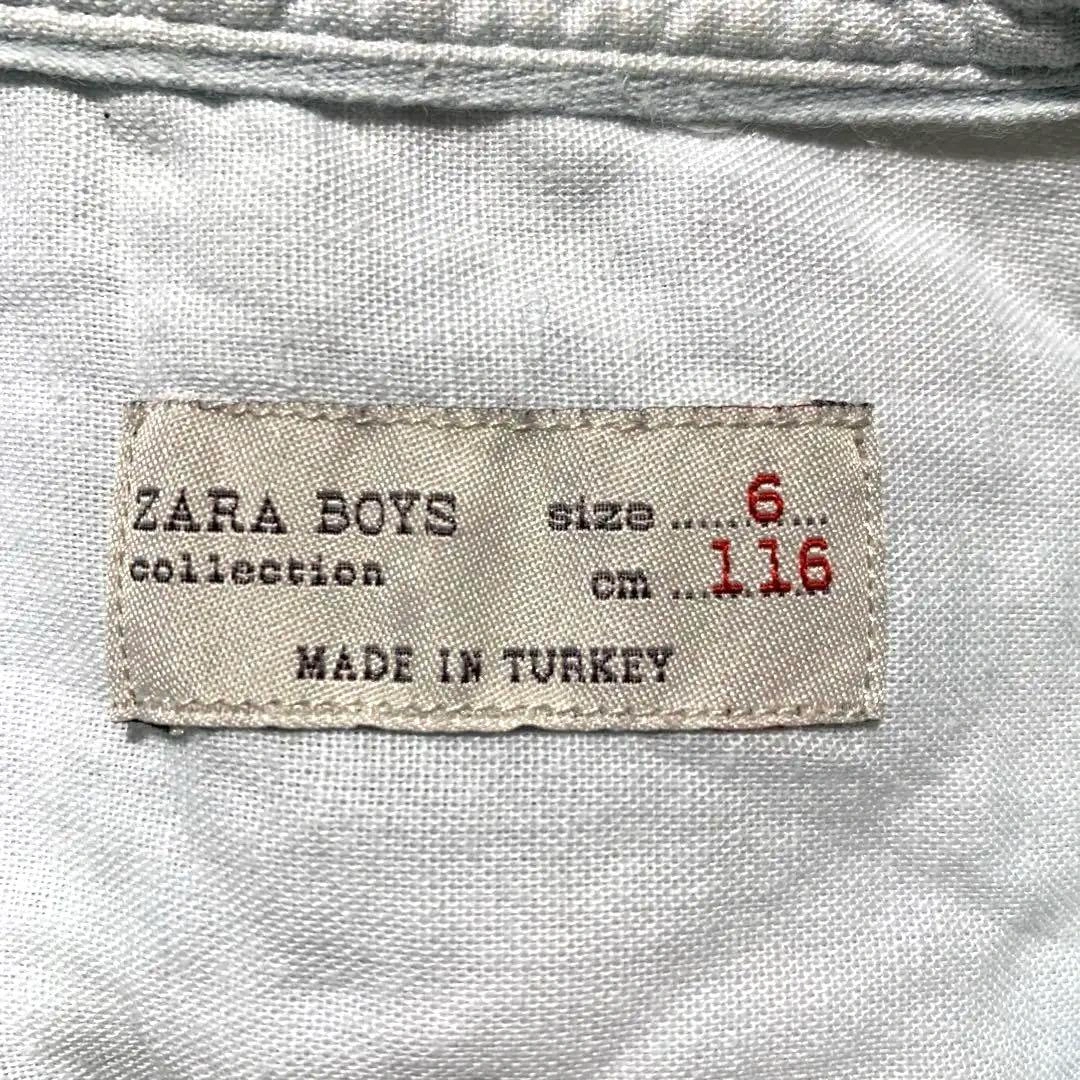 ZARA BOYS
collection
size ......6...
cm ...116
MADE IN TURKEY